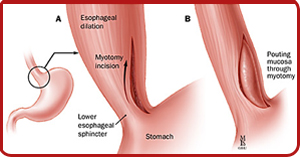 A
Esophageal
dilation
Myotomy
incision
Lower
esophageal
sphincter
Stomach
B
Pouting
mucosa
through
myotomy